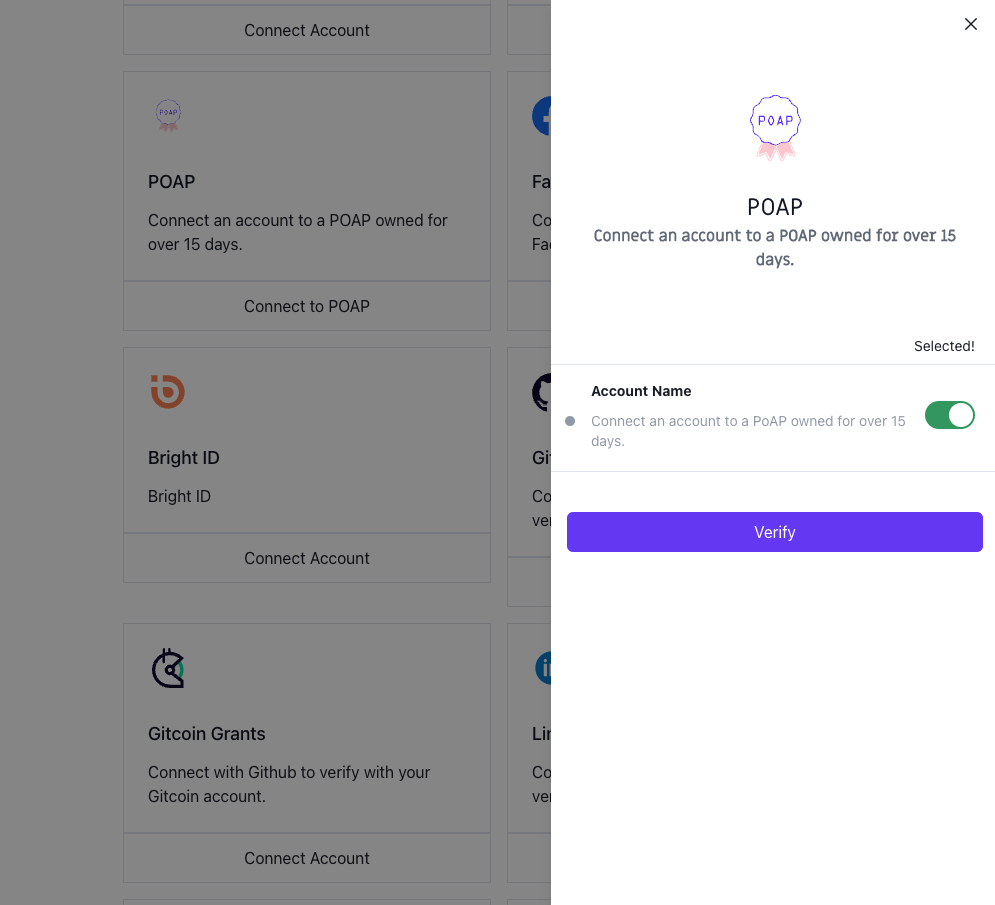 Connect Account
POAP
POAP
Connect an account to a POAP owned for
over 15 days.
Connect to POAP
Fa
Co
Fac
Bright ID
Bright ID
Connect Account
Git
Co
ver
Gitcoin Grants
Connect with Github to verify with your
Gitcoin account.
Connect Account
in
Lin
Co
ver
POAP
POAP
Connect an account to a POAP owned for over 15
days.
Selected!
Account Name
Connect an account to a PoAP owned for over 15
days.
Verify